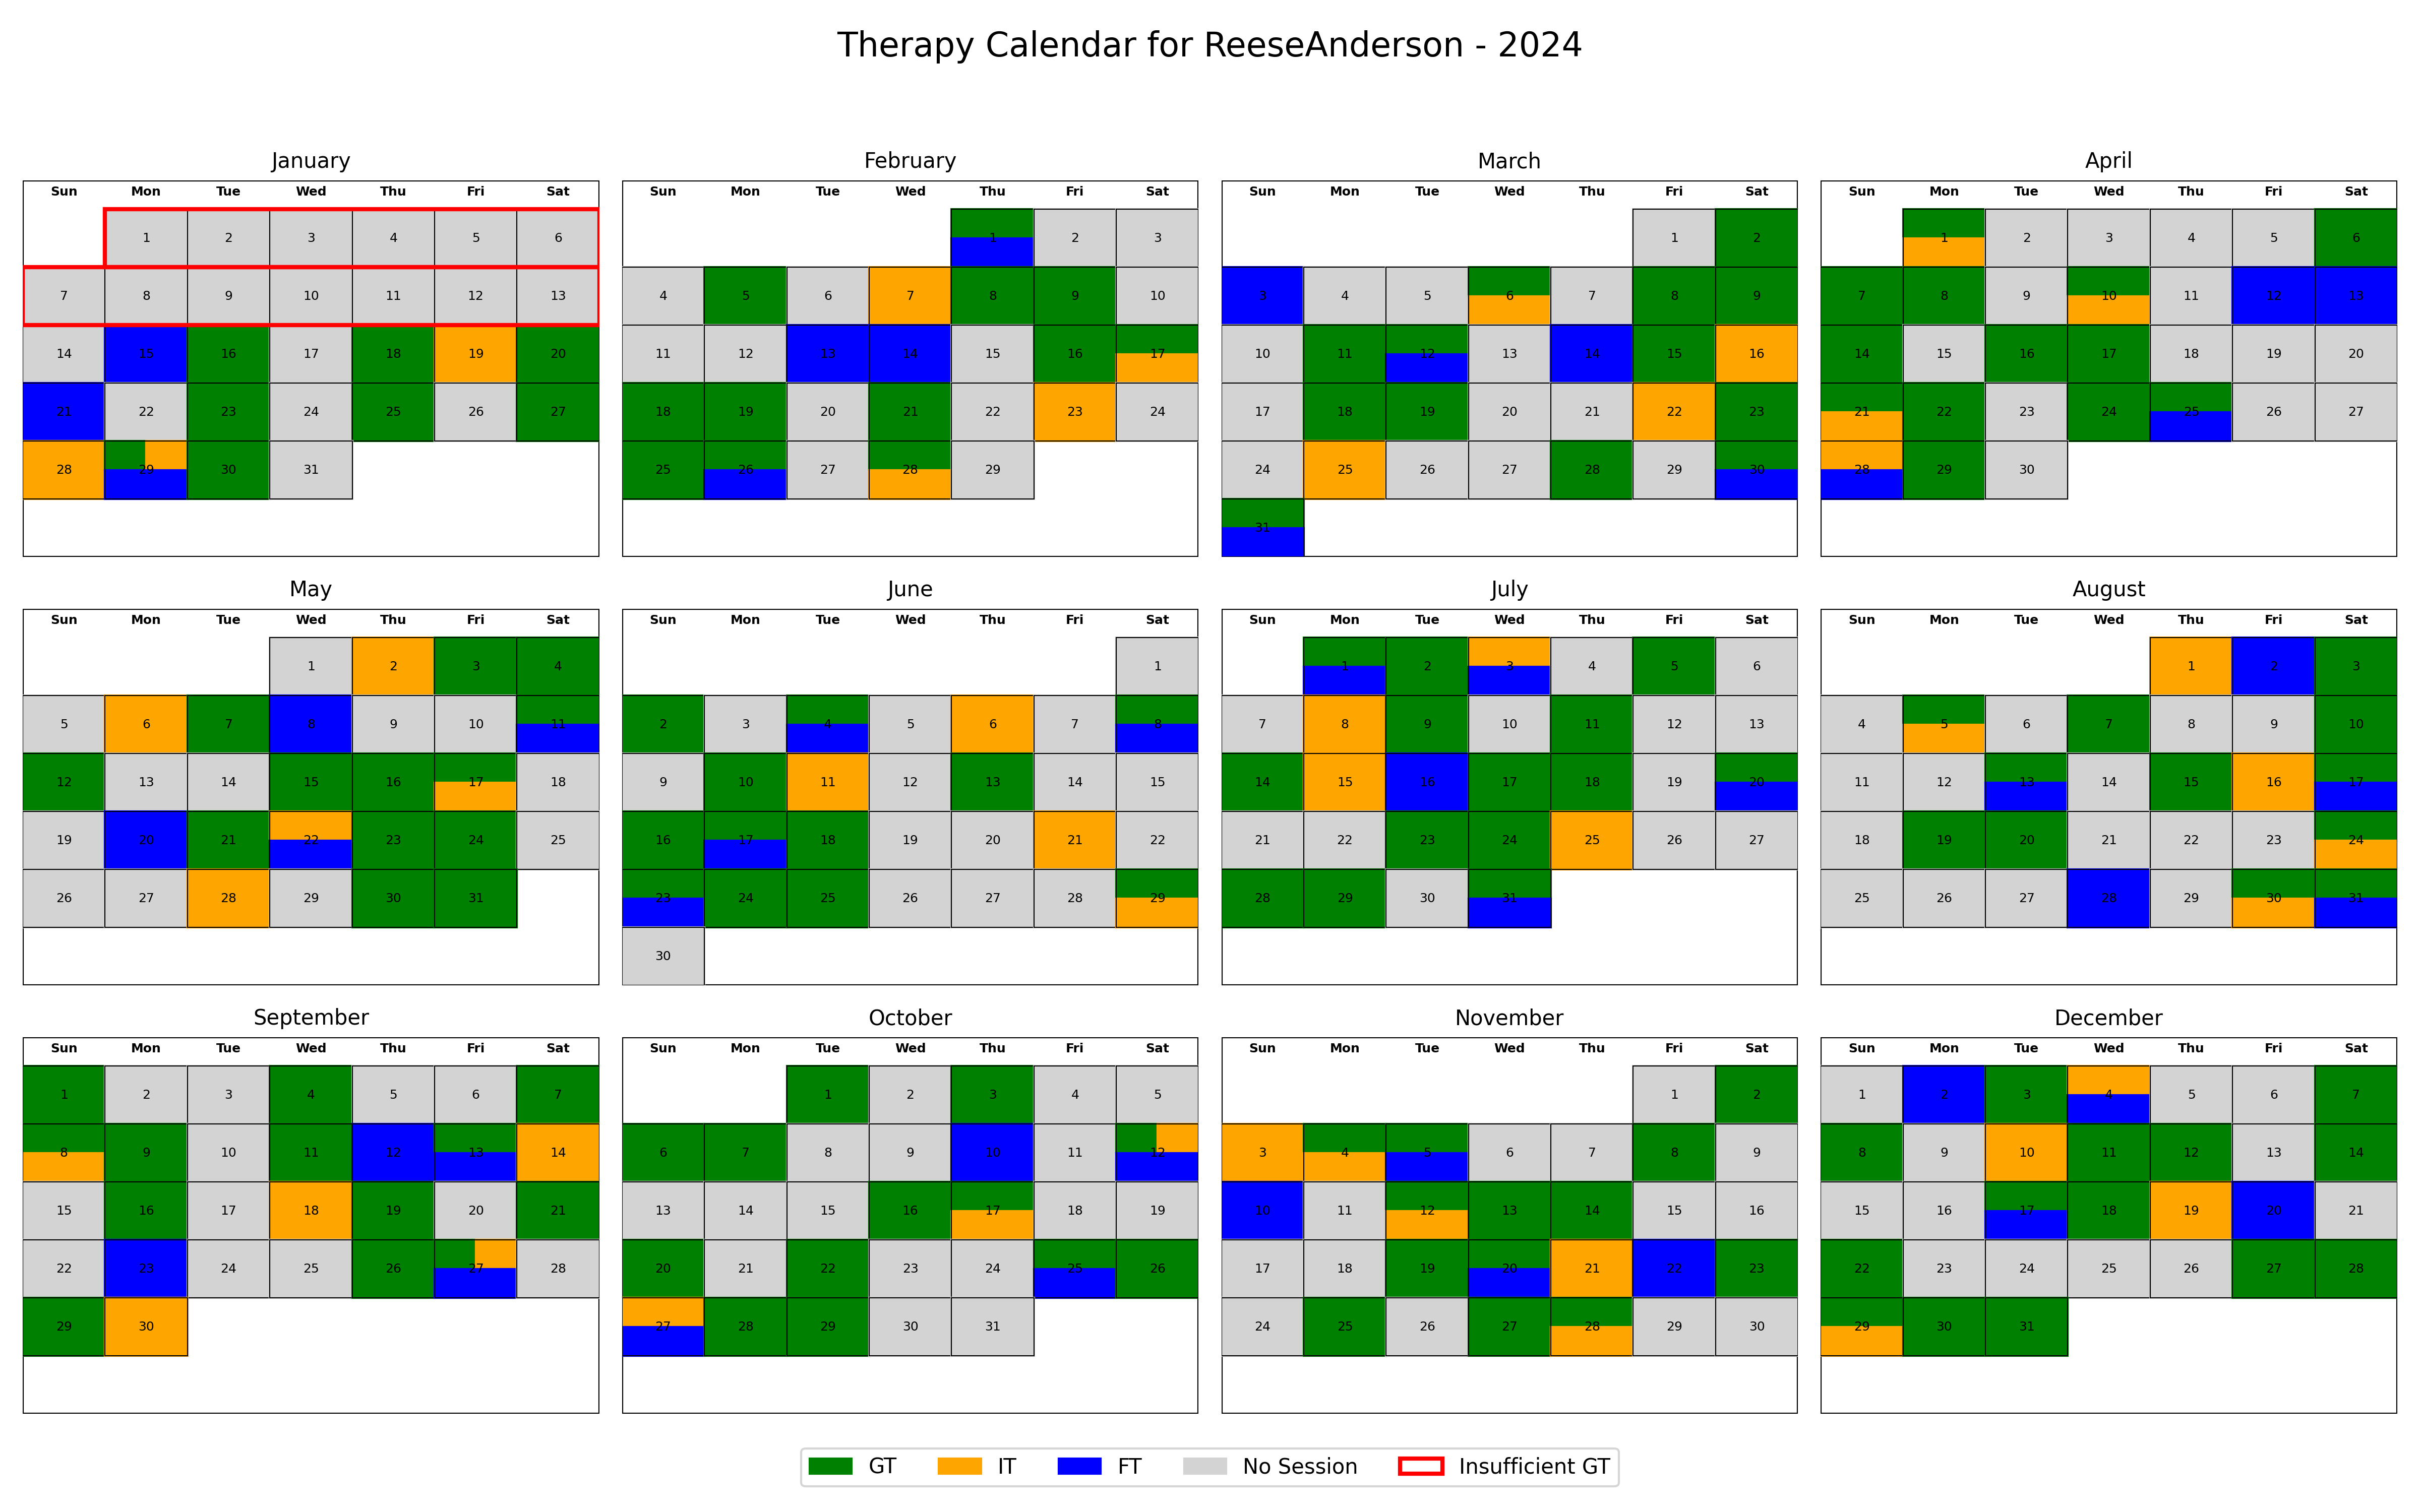 Therapy Calendar for ReeseAnderson - 2024
January
Sun Mon Tue Wed Thu Fri Sat
1 2 3 4 5 6
7 8 9 10 11 12 13
14 15 16 17 18 19 20
21 22 23 24 25 26 27
28 29 30 31
February
Sun Mon Tue Wed Thu Fri Sat
1 2 3
4 5 6 7 8 9 10
11 12 13 14 15 16 17
18 19 20 21 22 23 24
25 26 27 28 29
March
Sun Mon Tue Wed Thu Fri Sat
1 2
3 4 5 6 7 8 9
10 11 12 13 14 15 16
17 18 19 20 21 22 23
24 25 26 27 28 29 30
31
April
Sun Mon Tue Wed Thu Fri Sat
1 2 3 4 5 6
7 8 9 10 11 12 13
14 15 16 17 18 19 20
21 22 23 24 25 26 27
28 29 30
May
Sun Mon Tue Wed Thu Fri Sat
1 2 3 4
5 6 7 8 9 10 11
12 13 14 15 16 17 18
19 20 21 22 23 24 25
26 27 28 29 30 31
June
Sun Mon Tue Wed Thu Fri Sat
1
2 3 4 5 6 7 8
9 10 11 12 13 14 15
16 17 18 19 20 21 22
23 24 25 26 27 28 29
30
July
Sun Mon Tue Wed Thu Fri Sat
1 2 3 4 5 6
7 8 9 10 11 12 13
14 15 16 17 18 19 20
21 22 23 24 25 26 27
28 29 30 31
August
Sun Mon Tue Wed Thu Fri Sat
1 2 3
4 5 6 7 8 9 10
11 12 13 14 15 16 17
18 19 20 21 22 23 24
25 26 27 28 29 30 31
September
Sun Mon Tue Wed Thu Fri Sat
1 2 3 4 5 6 7
8 9 10 11 12 13 14
15 16 17 18 19 20 21
22 23 24 25 26 27 28
29 30
October
Sun Mon Tue Wed Thu Fri Sat
1 2 3 4 5
6 7 8 9 10 11 12
13 14 15 16 17 18 19
20 21 22 23 24 25 26
27 28 29 30 31
November
Sun Mon Tue Wed Thu Fri Sat
1 2
3 4 5 6 7 8 9
10 11 12 13 14 15 16
17 18 19 20 21 22 23
24 25 26 27 28 29 30
December
Sun Mon Tue Wed Thu Fri Sat
1 2 3 4 5 6 7
8 9 10 11 12 13 14
15 16 17 18 19 20 21
22 23 24 25 26 27 28
29 30 31
GT IT FT No Session Insufficient GT